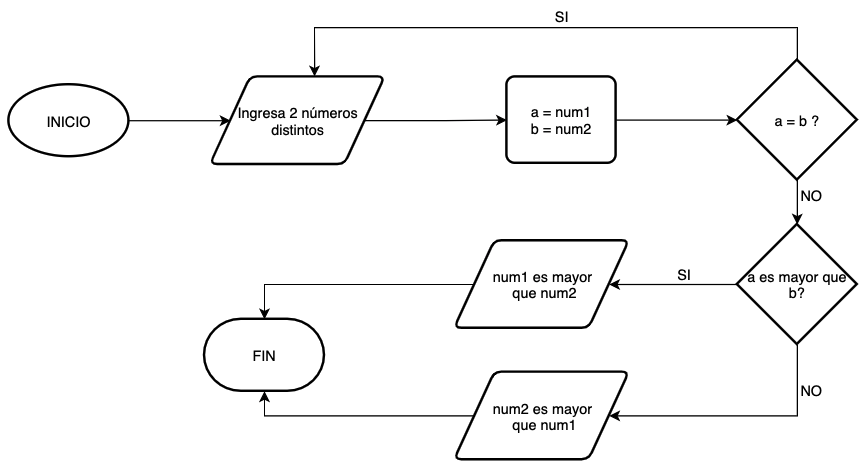 SI
INICIO
Ingresa 2 números
distintos
a = num1
b = num2
a = b ?
NO
a es mayor que
b?
SI
num1 es mayor
que num2
FIN
NO
num2 es mayor
que num1